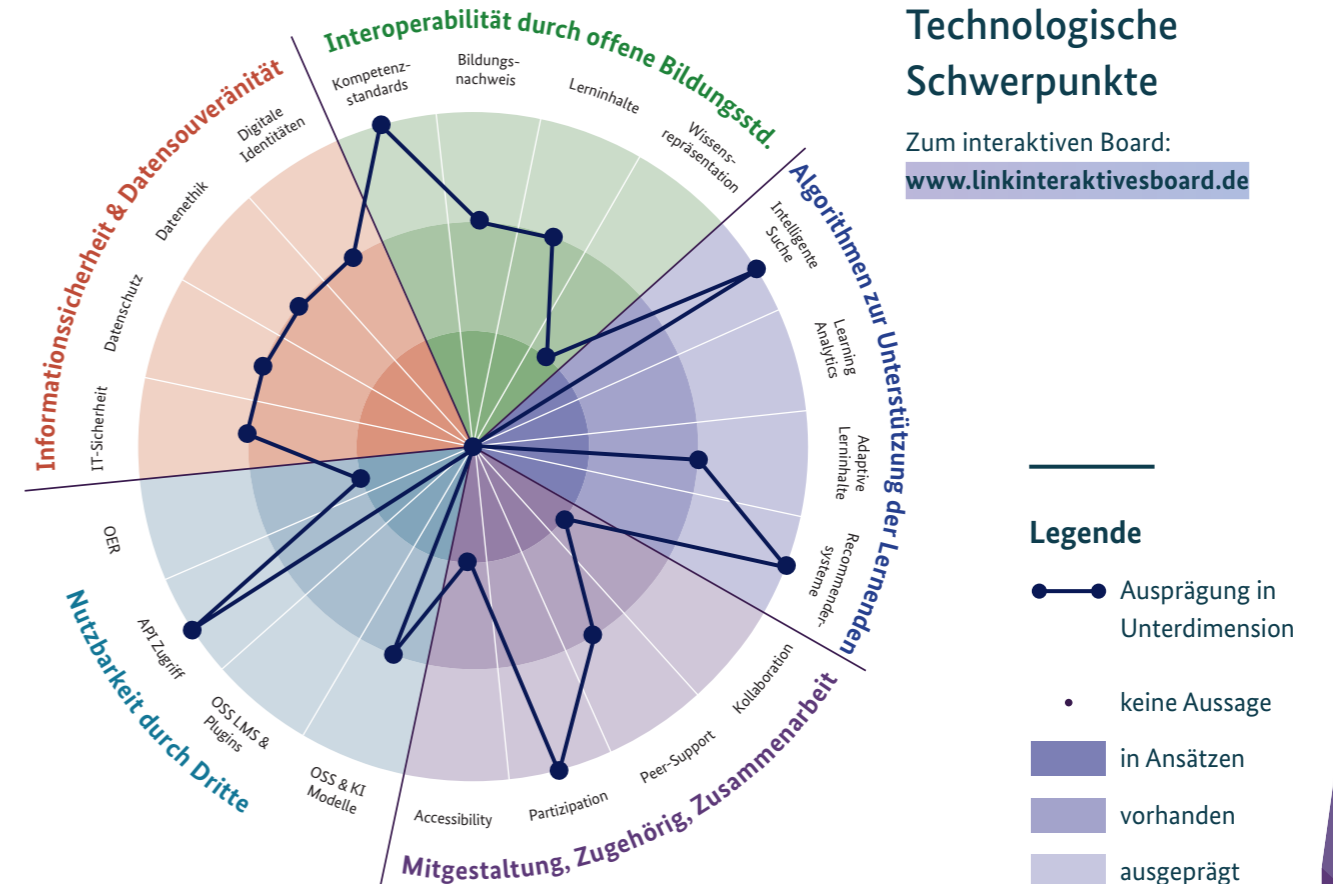 Technologische
Schwerpunkte
Zum interaktiven Board:
www.linkinteraktivesboard.de
Interoperabilität durch offene Bildungsstd.
Kompetenz-
standards
Bildungs-
nachweis
Lerninhalte
Wissens-
repräsentation
Algorithmen zur Unterstützung der Lernenden
Intelligente
Suche
Learning
Analytics
Adaptive
Lerninhalte
Recommender-
systeme
Mitgestaltung, Zugehörig, Zusammenarbeit
Kollaboration
Peer-Support
Partizipation
Accessibility
Nutzbarkeit durch Dritte
OSS & KI
Modelle
OSS LMS &
Plugins
API Zugriff
OER
Informationssicherheit & Datensouveränität
IT-Sicherheit
Datenschutz
Datenethik
Digitale
Identitäten
Legende
Ausprägung in
Unterdimension
keine Aussage
in Ansätzen
vorhanden
ausgeprägt